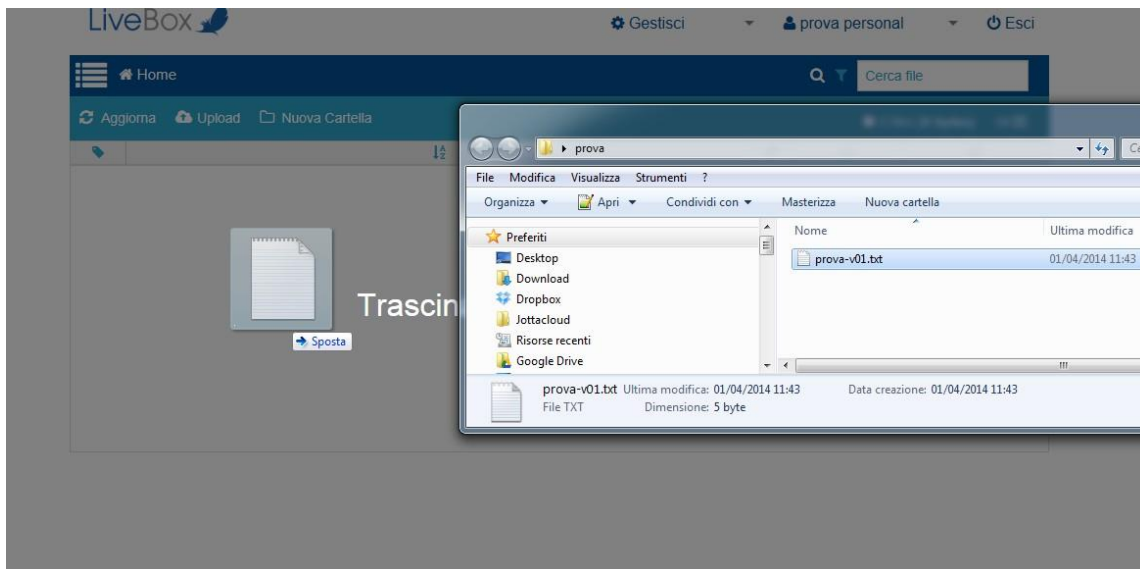 LiveBox
Gestisci prova personal Esci
Home
Cerca file
Aggiorna Upload Nuova Cartella
prova
File Modifica Visualizza Strumenti ?
Organizza Apri Condividi con Masterizza Nuova cartella
Preferiti
Desktop
Download
Dropbox
Jottacloud
Risorse recenti
Google Drive
Nome Ultima modifica
prova-v01.txt 01/04/2014 11:43
Trascin
Sposta
prova-v01.txt Ultima modifica: 01/04/2014 11:43 Data creazione: 01/04/2014 11:43
File TXT Dimensione: 5 byte